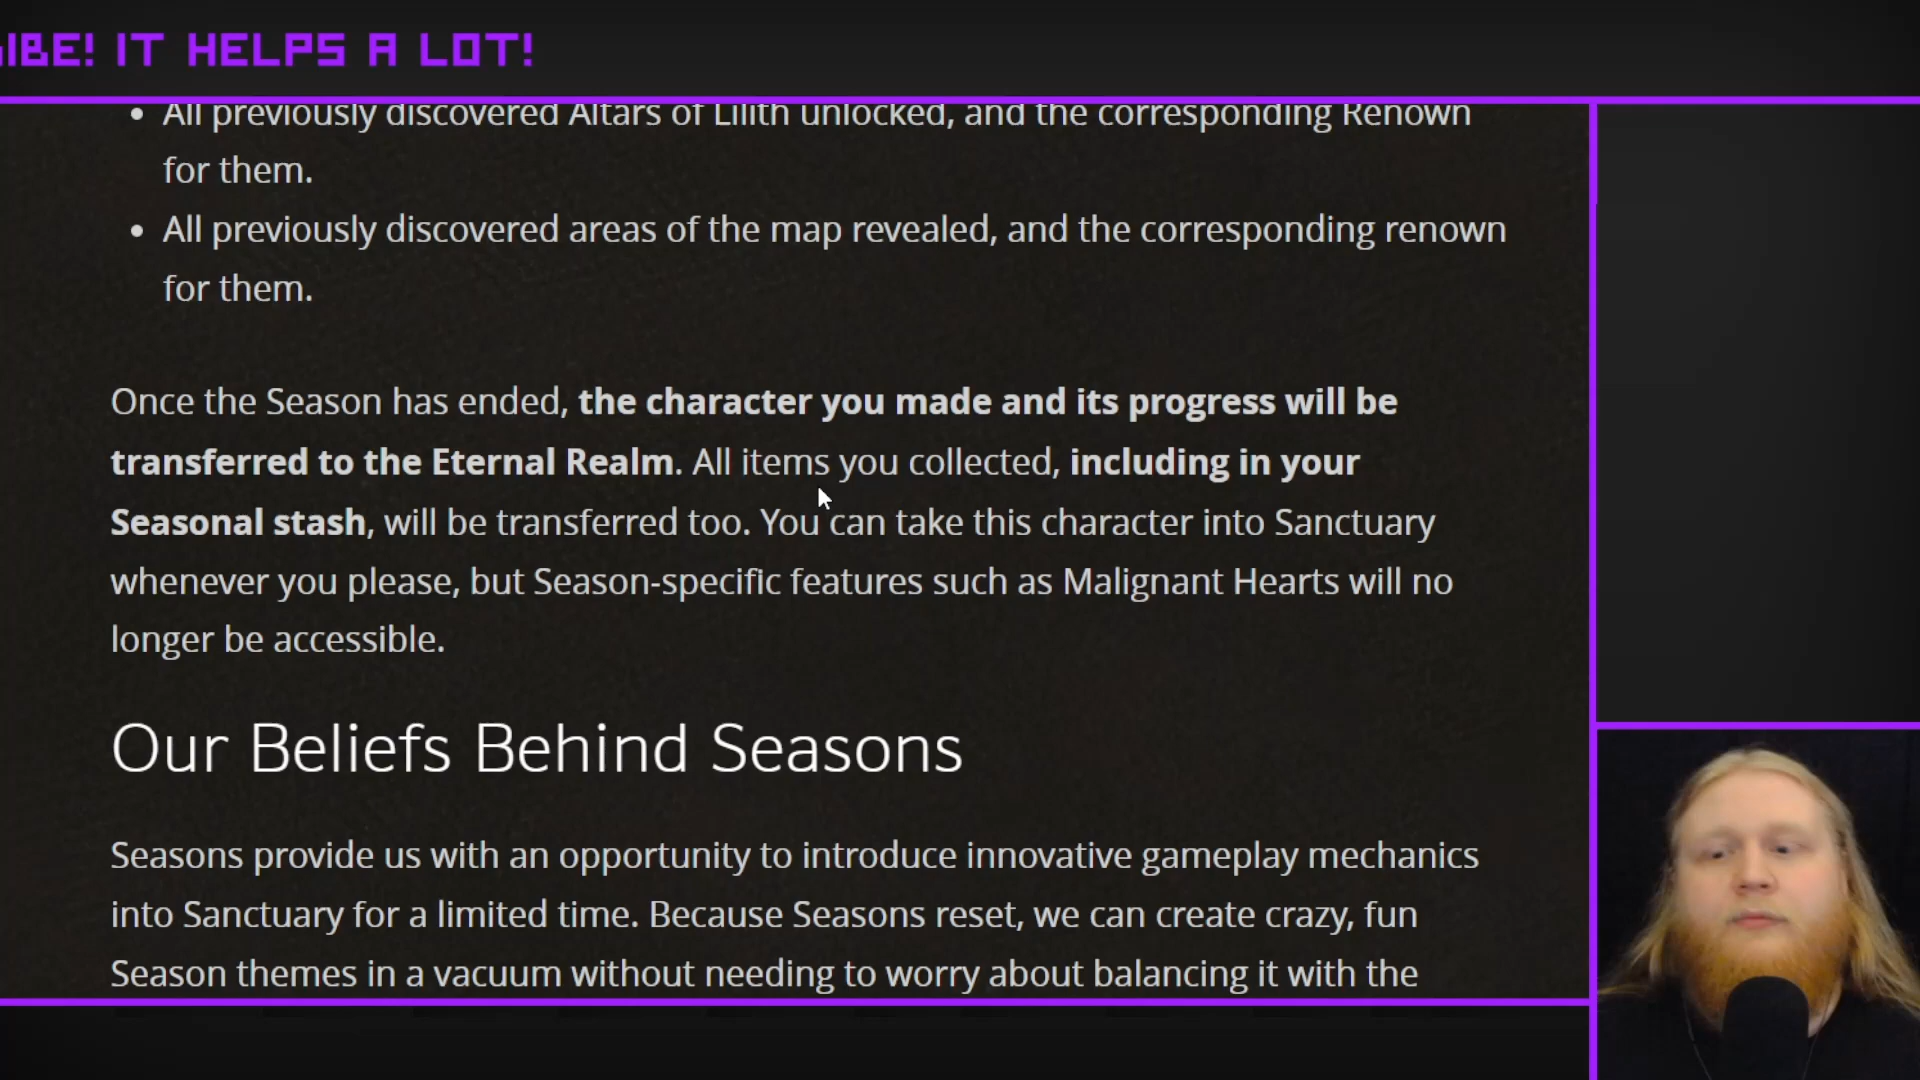 ! IT HELPS A LOT!
• All previously discovered Altars of Lilith unlocked, and the corresponding Renown
for them.
• All previously discovered areas of the map revealed, and the corresponding renown
for them.
Once the Season has ended, the character you made and its progress will be
transferred to the Eternal Realm. All items you collected, including in your
Seasonal stash, will be transferred too. You can take this character into Sanctuary
whenever you please, but Season-specific features such as Malignant Hearts will no
longer be accessible.
Our Beliefs Behind Seasons
Seasons provide us with an opportunity to introduce innovative gameplay mechanics
into Sanctuary for a limited time. Because Seasons reset, we can create crazy, fun
Season themes in a vacuum without needing to worry about balancing it with the